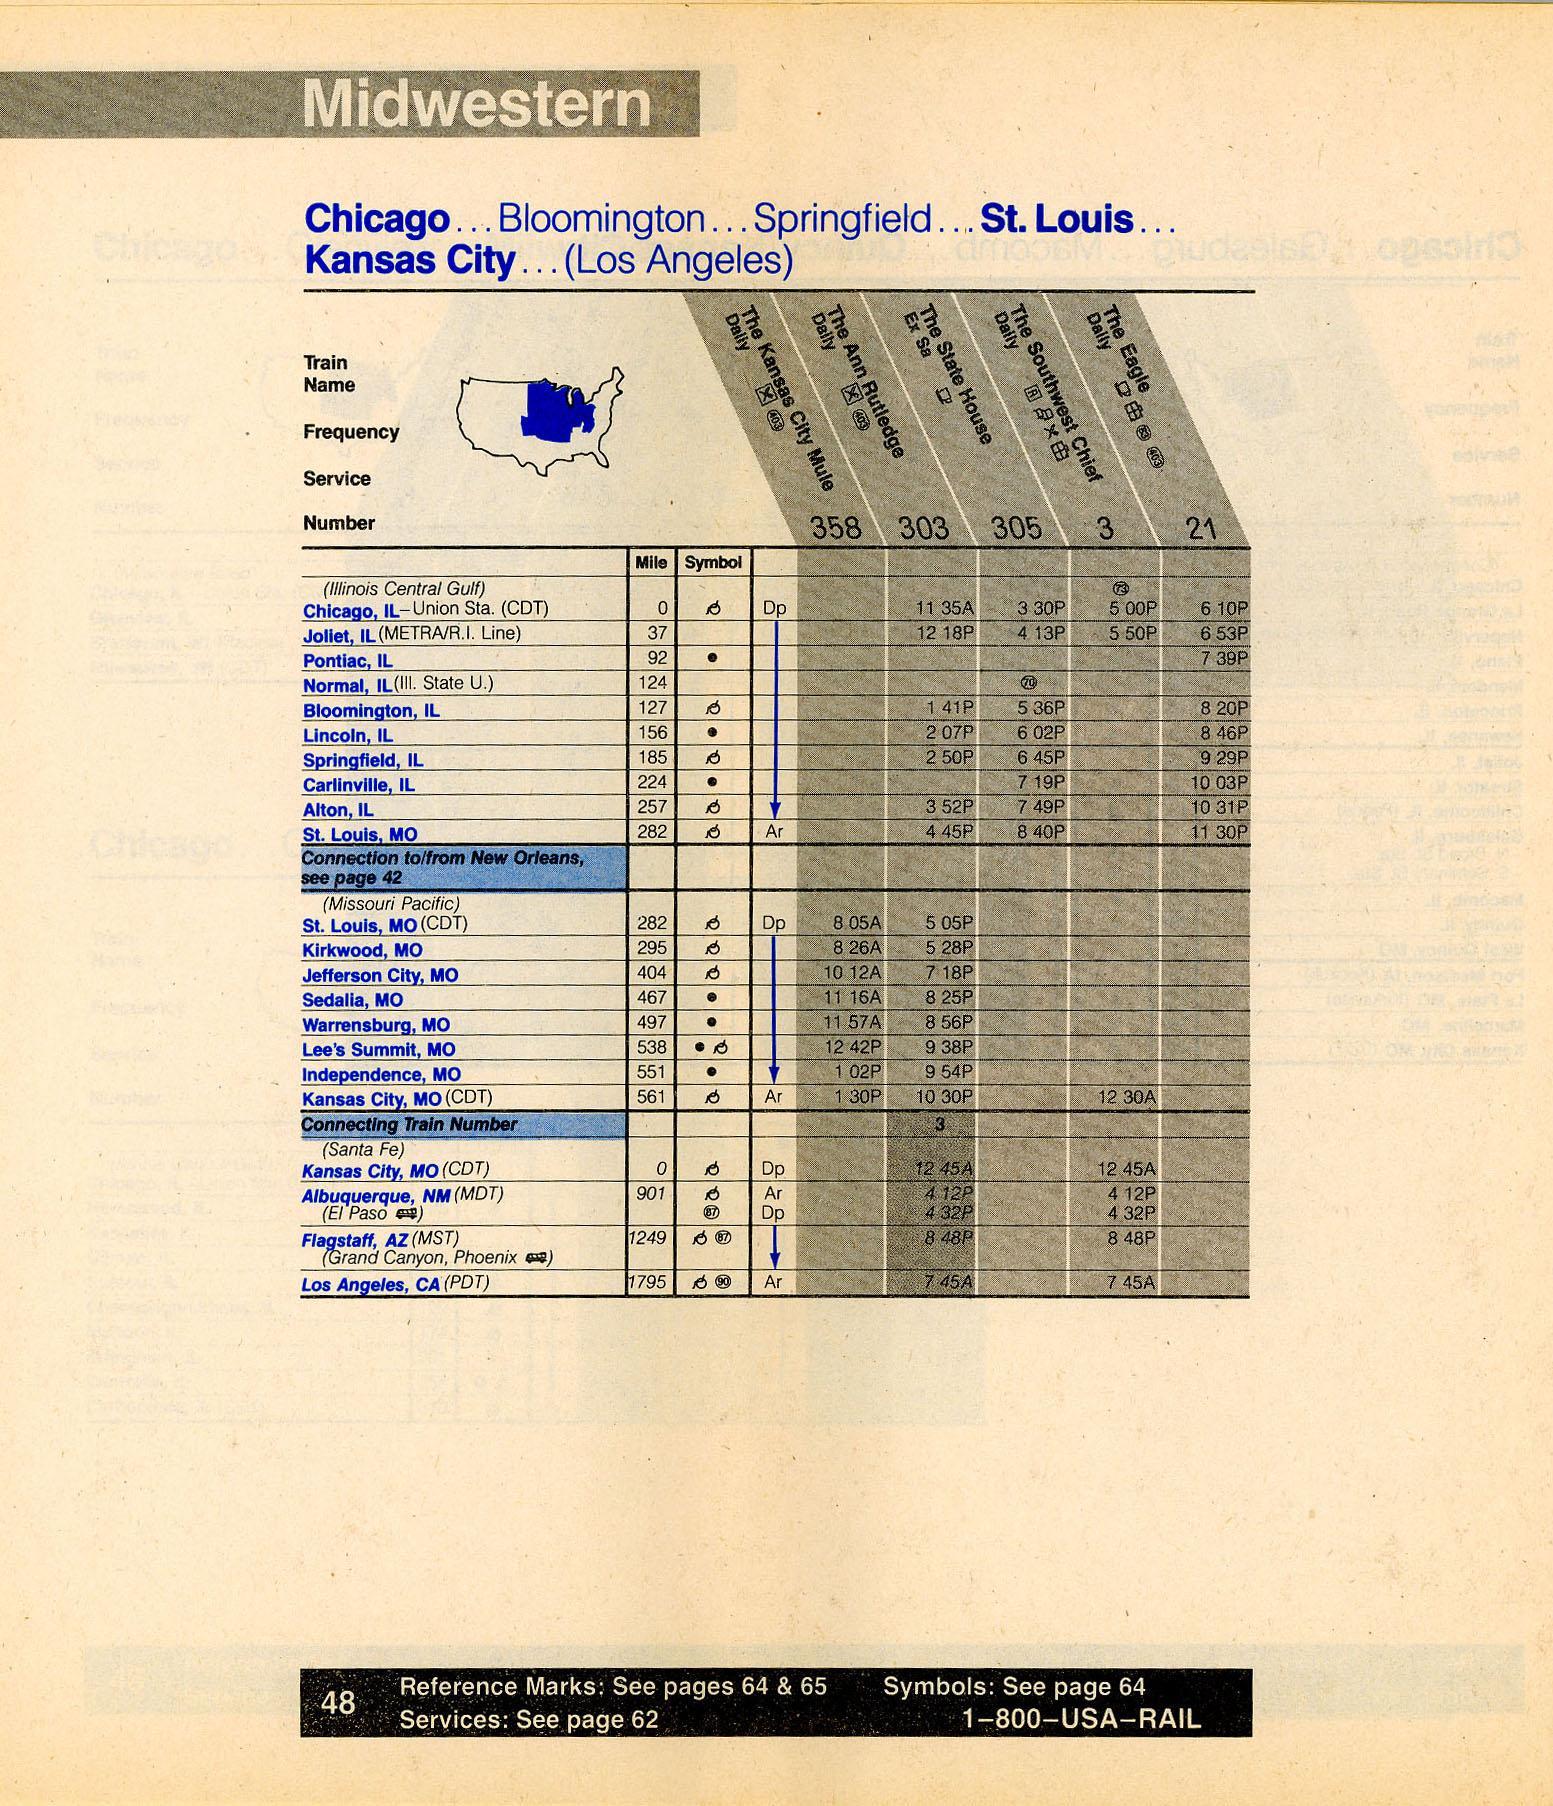 Midwestern
Chicago...Bloomington...Springfield...St. Louis...
Kansas City...(Los Angeles)
Train
Name
Frequency
Service
Number
The Kansas City Mule
Daily
403
The Ann Rutledge
Daily
403
The State House
Ex Sa
The Southwest Chief
Daily
R
The Eagle
Daily
403
358 303 305 3 21
Mile Symbol
(Illinois Central Gulf) 73
Chicago, IL–Union Sta. (CDT) 0 Dp 11 35A 3 30P 5 00P 6 10P
Joliet, IL (METRA/R.I. Line) 37 12 18P 4 13P 5 50P 6 53P
Pontiac, IL 92 ● 7 39P
Normal, IL (Ill. State U.) 124 70
Bloomington, IL 127 1 41P 5 36P 8 20P
Lincoln, IL 156 ● 2 07P 6 02P 8 46P
Springfield, IL 185 2 50P 6 45P 9 29P
Carlinville, IL 224 ● 7 19P 10 03P
Alton, IL 257 3 52P 7 49P 10 31P
St. Louis, MO 282 Ar 4 45P 8 40P 11 30P
Connection to/from New Orleans,
see page 42
(Missouri Pacific)
St. Louis, MO (CDT) 282 Dp 8 05A 5 05P
Kirkwood, MO 295 8 26A 5 28P
Jefferson City, MO 404 10 12A 7 18P
Sedalia, MO 467 ● 11 16A 8 25P
Warrensburg, MO 497 ● 11 57A 8 56P
Lee's Summit, MO 538 ● 12 42P 9 38P
Independence, MO 551 ● 1 02P 9 54P
Kansas City, MO (CDT) 561 Ar 1 30P 10 30P 12 30A
Connecting Train Number 3
(Santa Fe)
Kansas City, MO (CDT) 0 Dp 12 45A 12 45A
Albuquerque, NM (MDT) 901 Ar 4 12P 4 12P
(El Paso ) 87 Dp 4 32P 4 32P
Flagstaff, AZ (MST) 1249 87 8 48P 8 48P
(Grand Canyon, Phoenix )
Los Angeles, CA (PDT) 1795 90 Ar 7 45A 7 45A
48
Reference Marks: See pages 64 & 65 Symbols: See page 64
Services: See page 62 1–800–USA–RAIL